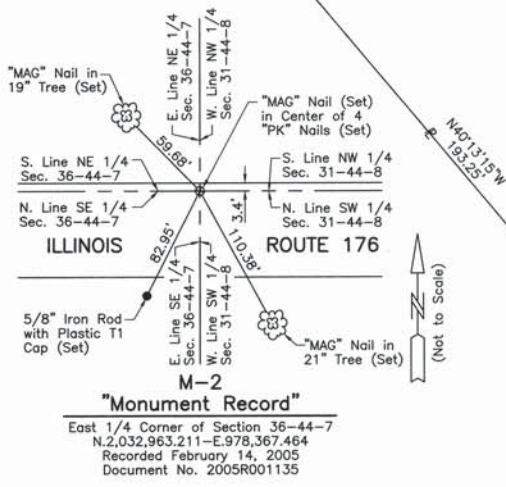 "MAG" Nail in
19" Tree (Set)
E. Line NE 1/4
Sec. 36-44-7
W. Line NW 1/4
Sec. 31-44-8
"MAG" Nail (Set)
in Center of 4
"PK" Nails (Set)
N40°13'15"W
193.25'
59.68'
S. Line NE 1/4
Sec. 36-44-7
S. Line NW 1/4
Sec. 31-44-8
N. Line SE 1/4
Sec. 36-44-7
3.4'
N. Line SW 1/4
Sec. 31-44-8
ILLINOIS
ROUTE 176
82.95'
110.38'
5/8" Iron Rod
with Plastic T1
Cap (Set)
E. Line SE 1/4
Sec. 36-44-7
W. Line SW 1/4
Sec. 31-44-8
"MAG" Nail in
21" Tree (Set)
N
(Not to Scale)
M-2
"Monument Record"
East 1/4 Corner of Section 36-44-7
N.2,032,963.211-E.978,367.464
Recorded February 14, 2005
Document No. 2005R001135